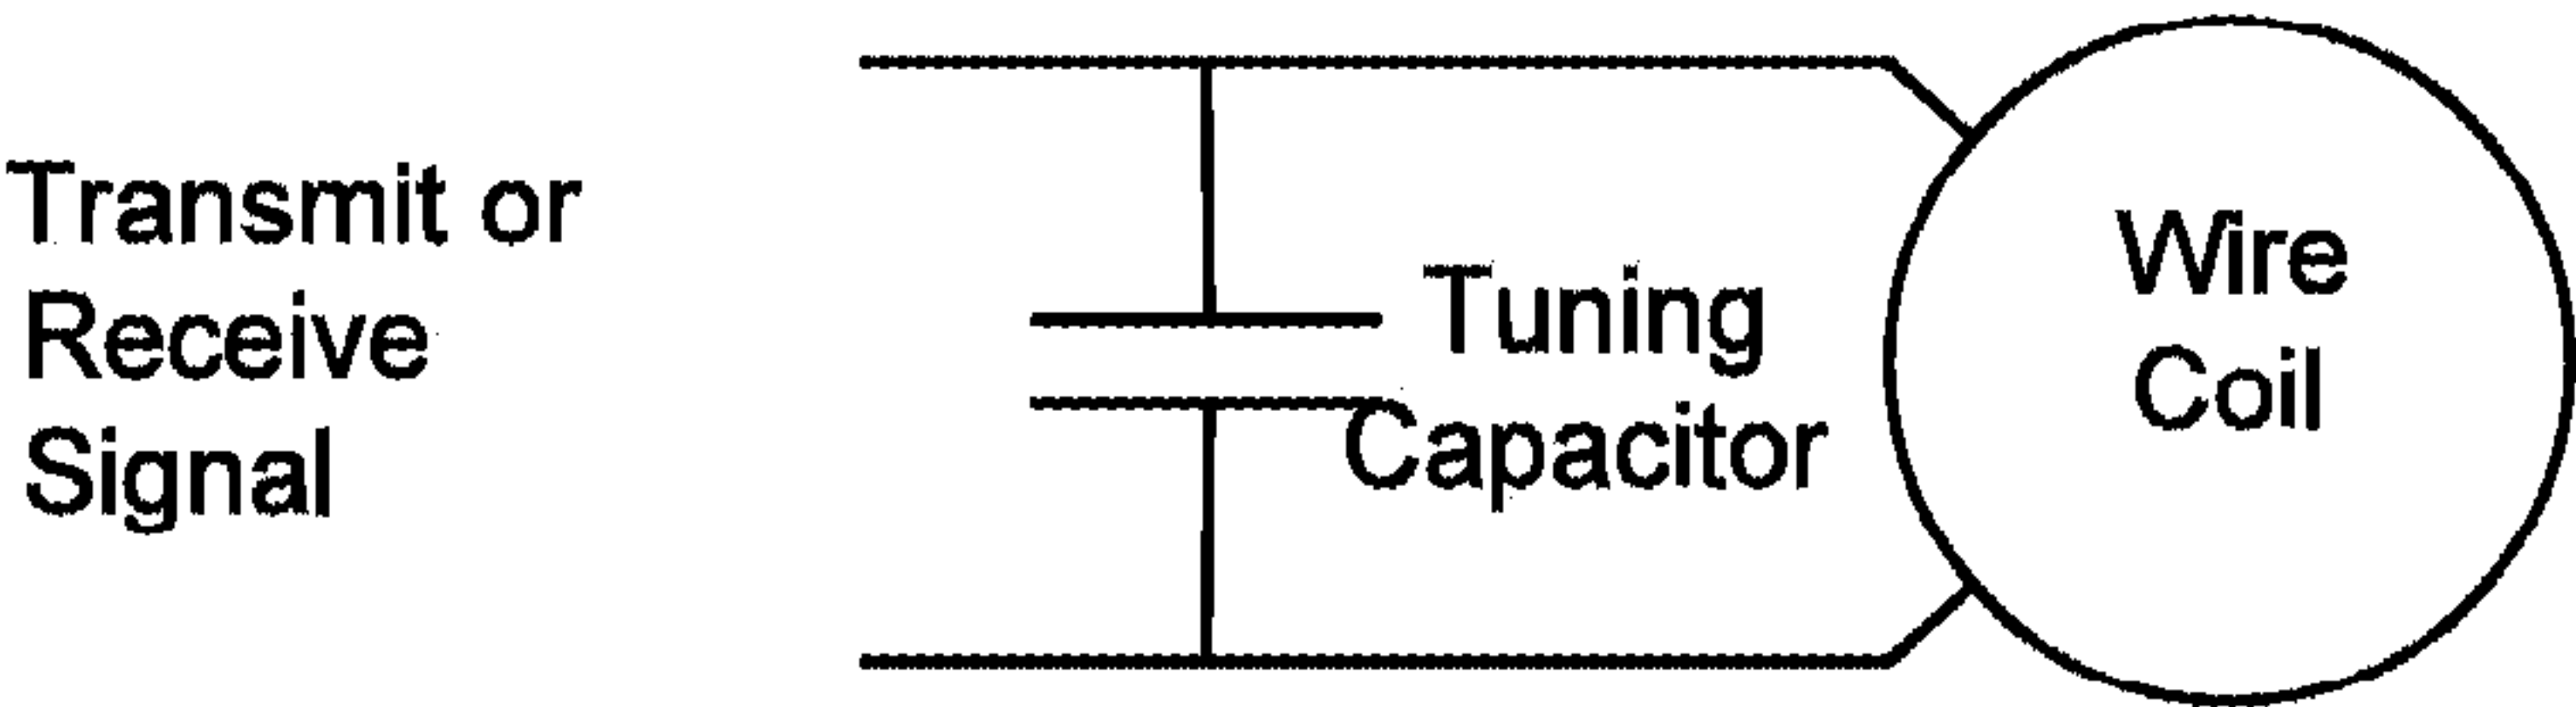 Transmit or
Receive
Signal
Tuning
Capacitor
Wire
Coil